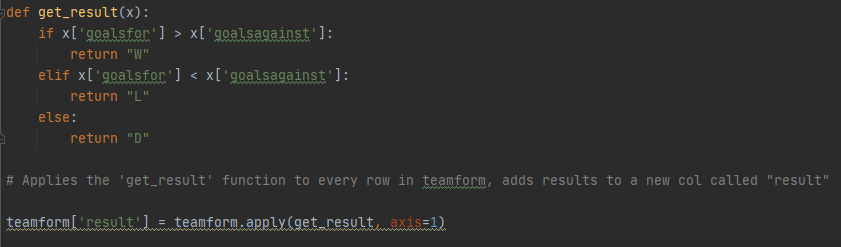 def get_result(x):
    if x['goalsfor'] > x['goalsagainst']:
        return "W"
    elif x['goalsfor'] < x['goalsagainst']:
        return "L"
    else:
        return "D"
# Applies the 'get_result' function to every row in teamform, adds results to a new col called "result"
teamform['result'] = teamform.apply(get_result, axis=1)